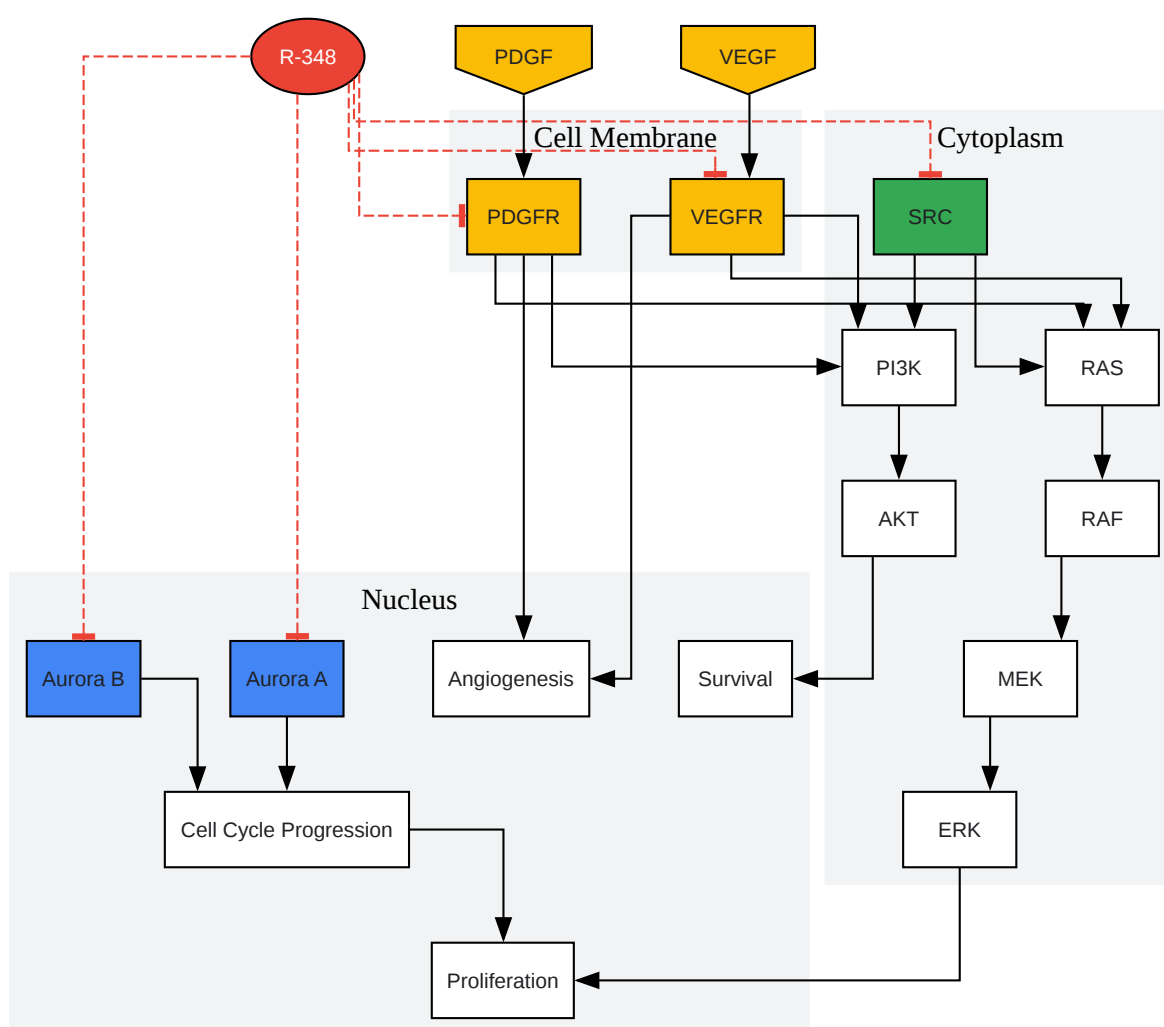 R-348
PDGF
VEGF
Cell Membrane
Cytoplasm
PDGFR
VEGFR
SRC
PI3K
RAS
AKT
RAF
Nucleus
Aurora B
Aurora A
Angiogenesis
Survival
MEK
Cell Cycle Progression
ERK
Proliferation